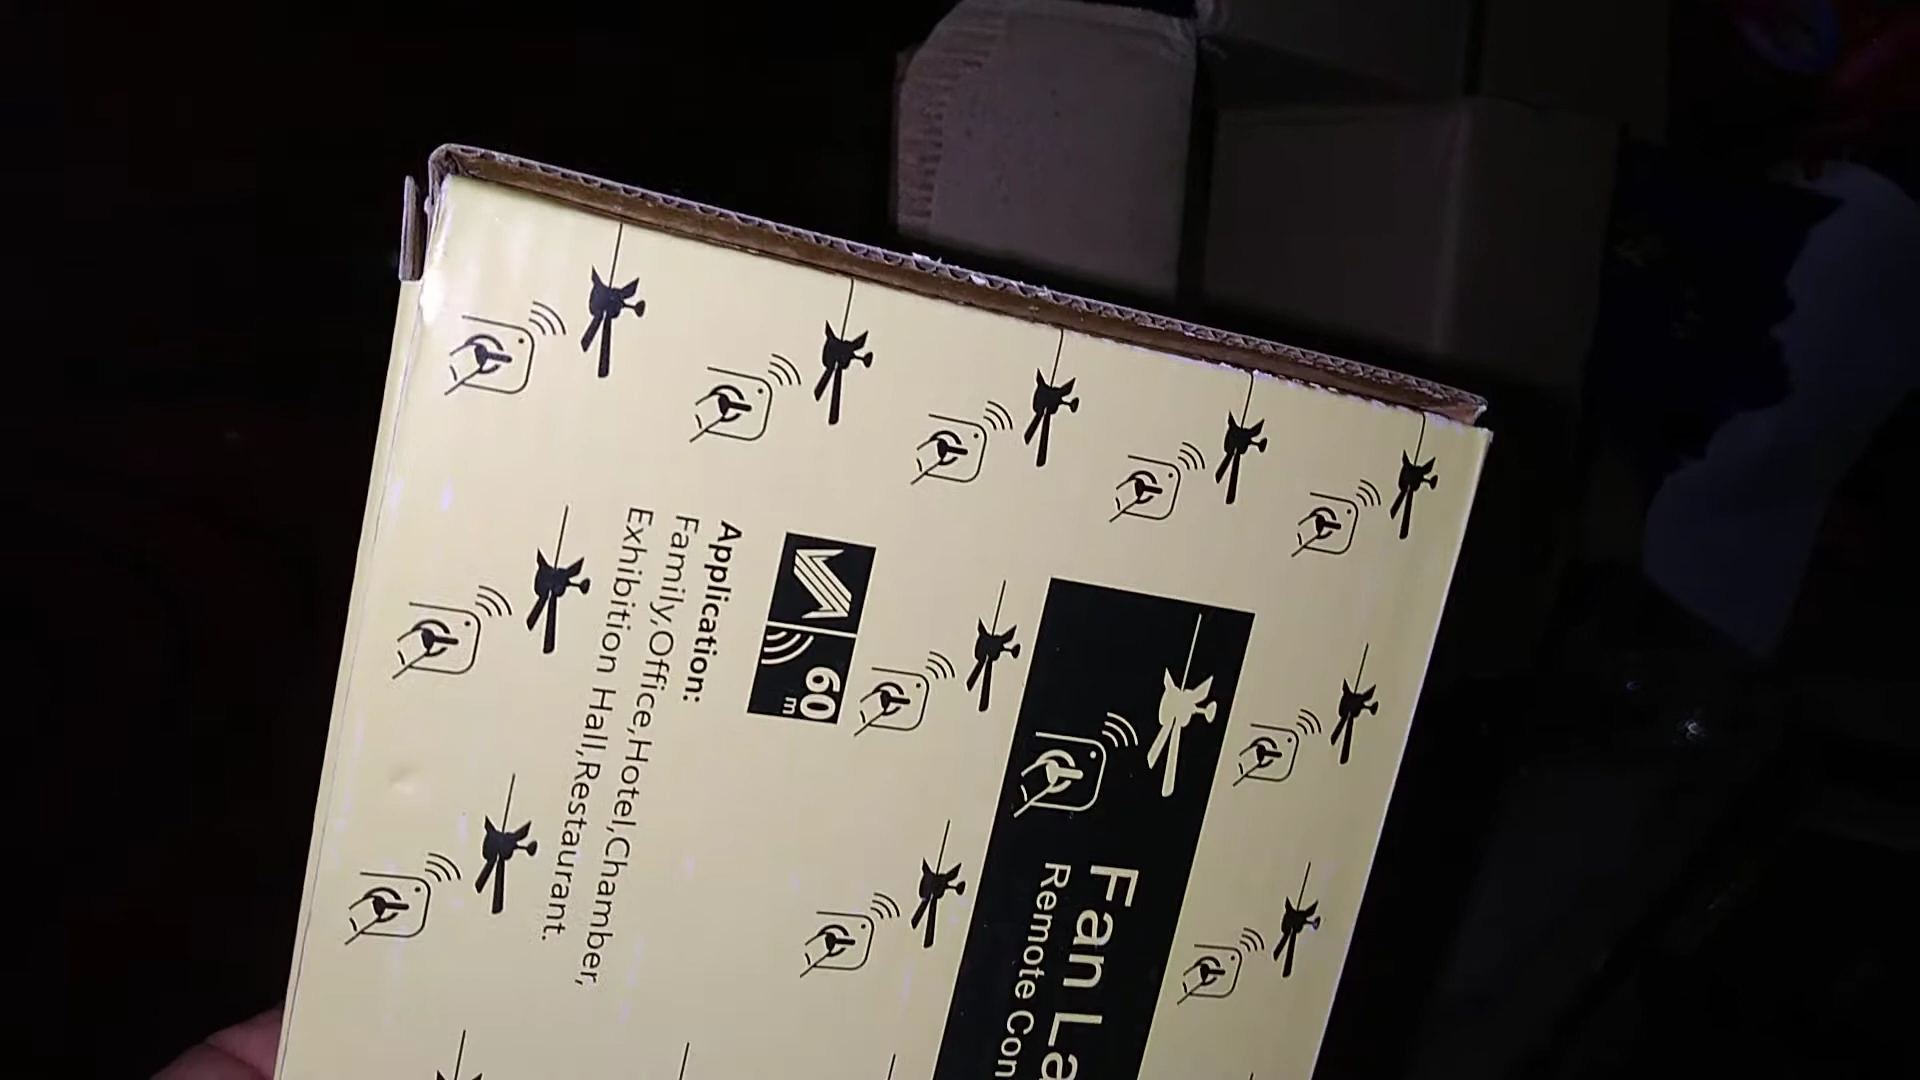 Fan La
Remote Con
60
m
Application:
Family,Office,Hotel,Chamber,
Exhibition Hall,Restaurant.